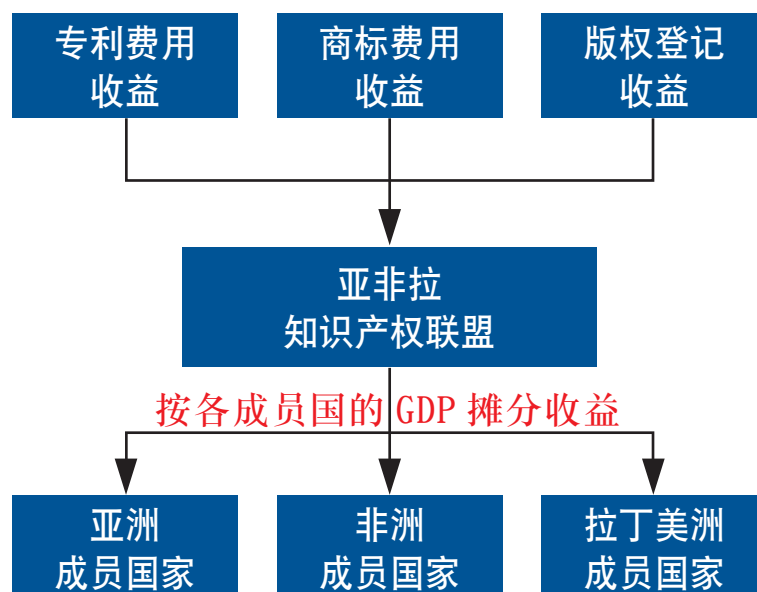 专利费用
收益
商标费用
收益
版权登记
收益
亚非拉
知识产权联盟
按各成员国的 GDP 摊分收益
亚洲
成员国家
非洲
成员国家
拉丁美洲
成员国家